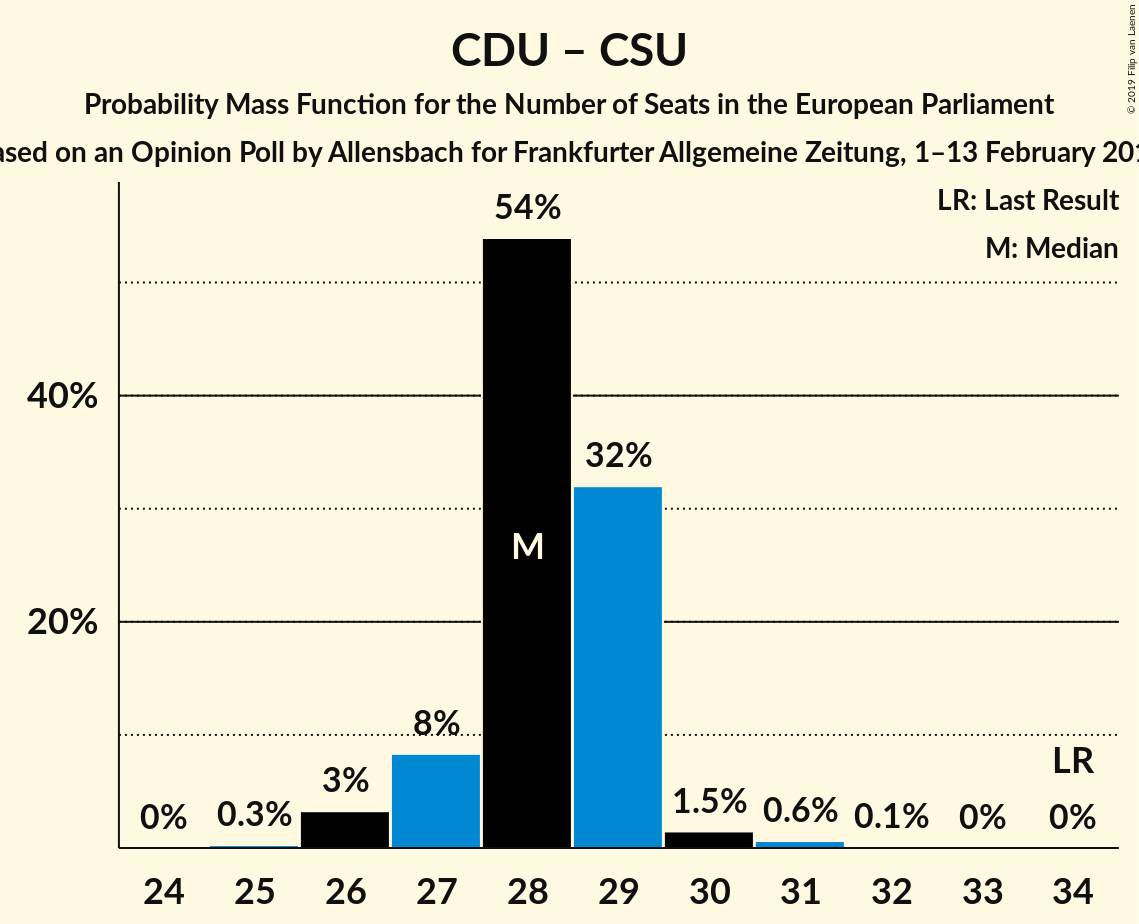 CDU – CSU
Probability Mass Function for the Number of Seats in the European Parliament
on an Opinion Poll by Allensbach for Frankfurter Allgemeine Zeitung, 1–13 February
© 2019 Filip van Laenen
LR: Last Result
M: Median
54%
40%
32%
M
20%
8%
LR
3%
0% 0.3% 1.5% 0.6% 0.1% 0% 0%
24 25 26 27 28 29 30 31 32 33 34